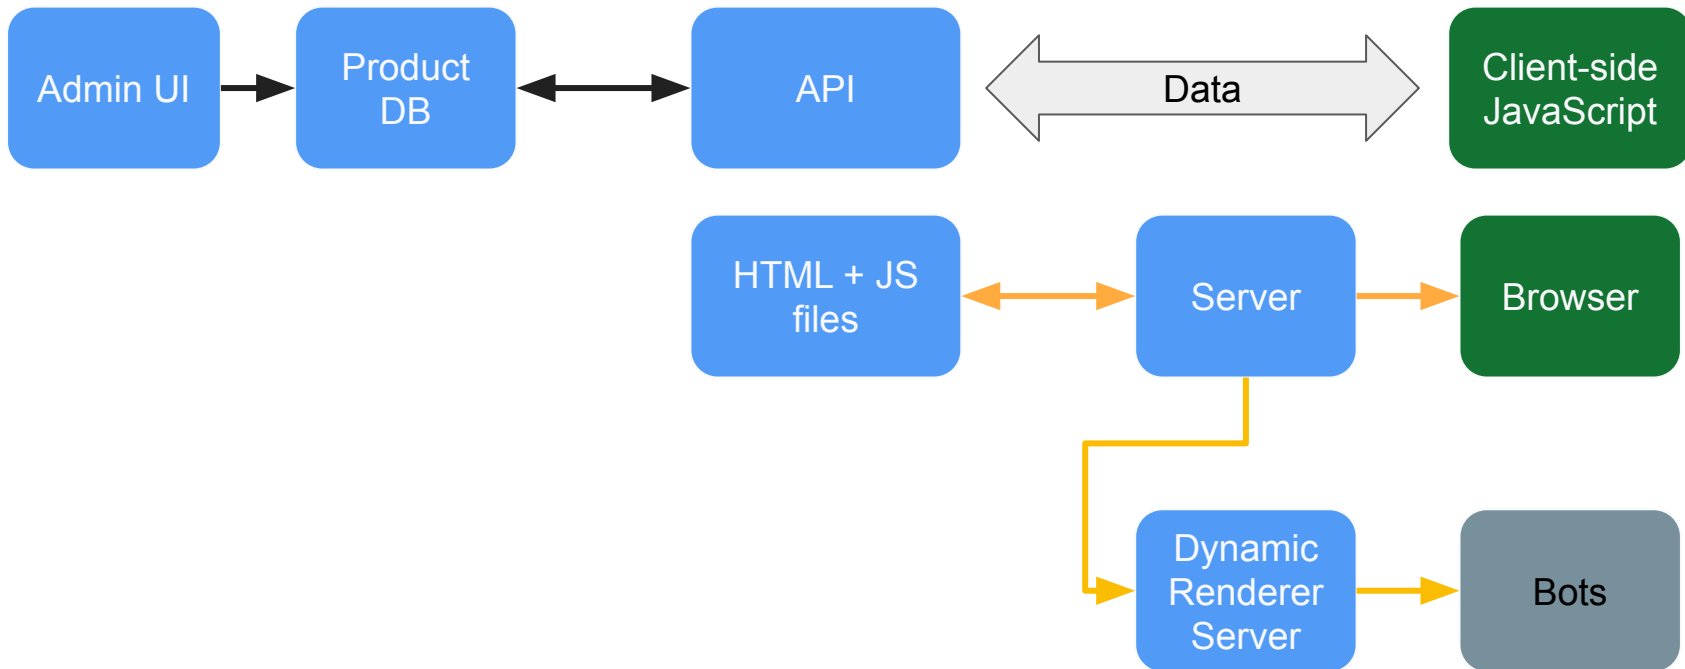 Admin UI
Product
DB
API
Data
Client-side
JavaScript
HTML + JS
files
Server
Browser
Dynamic
Renderer
Server
Bots